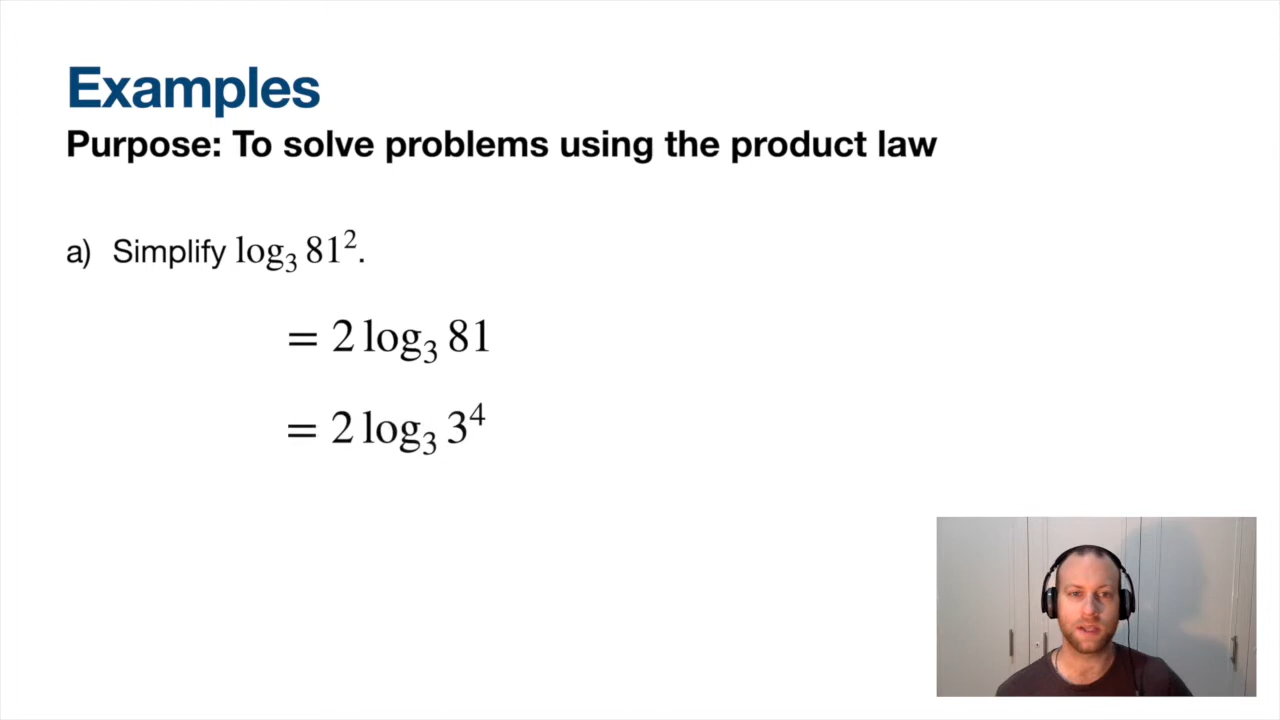 Examples
Purpose: To solve problems using the product law
a) Simplify log₃ 81².
= 2 log₃ 81
= 2 log₃ 3⁴